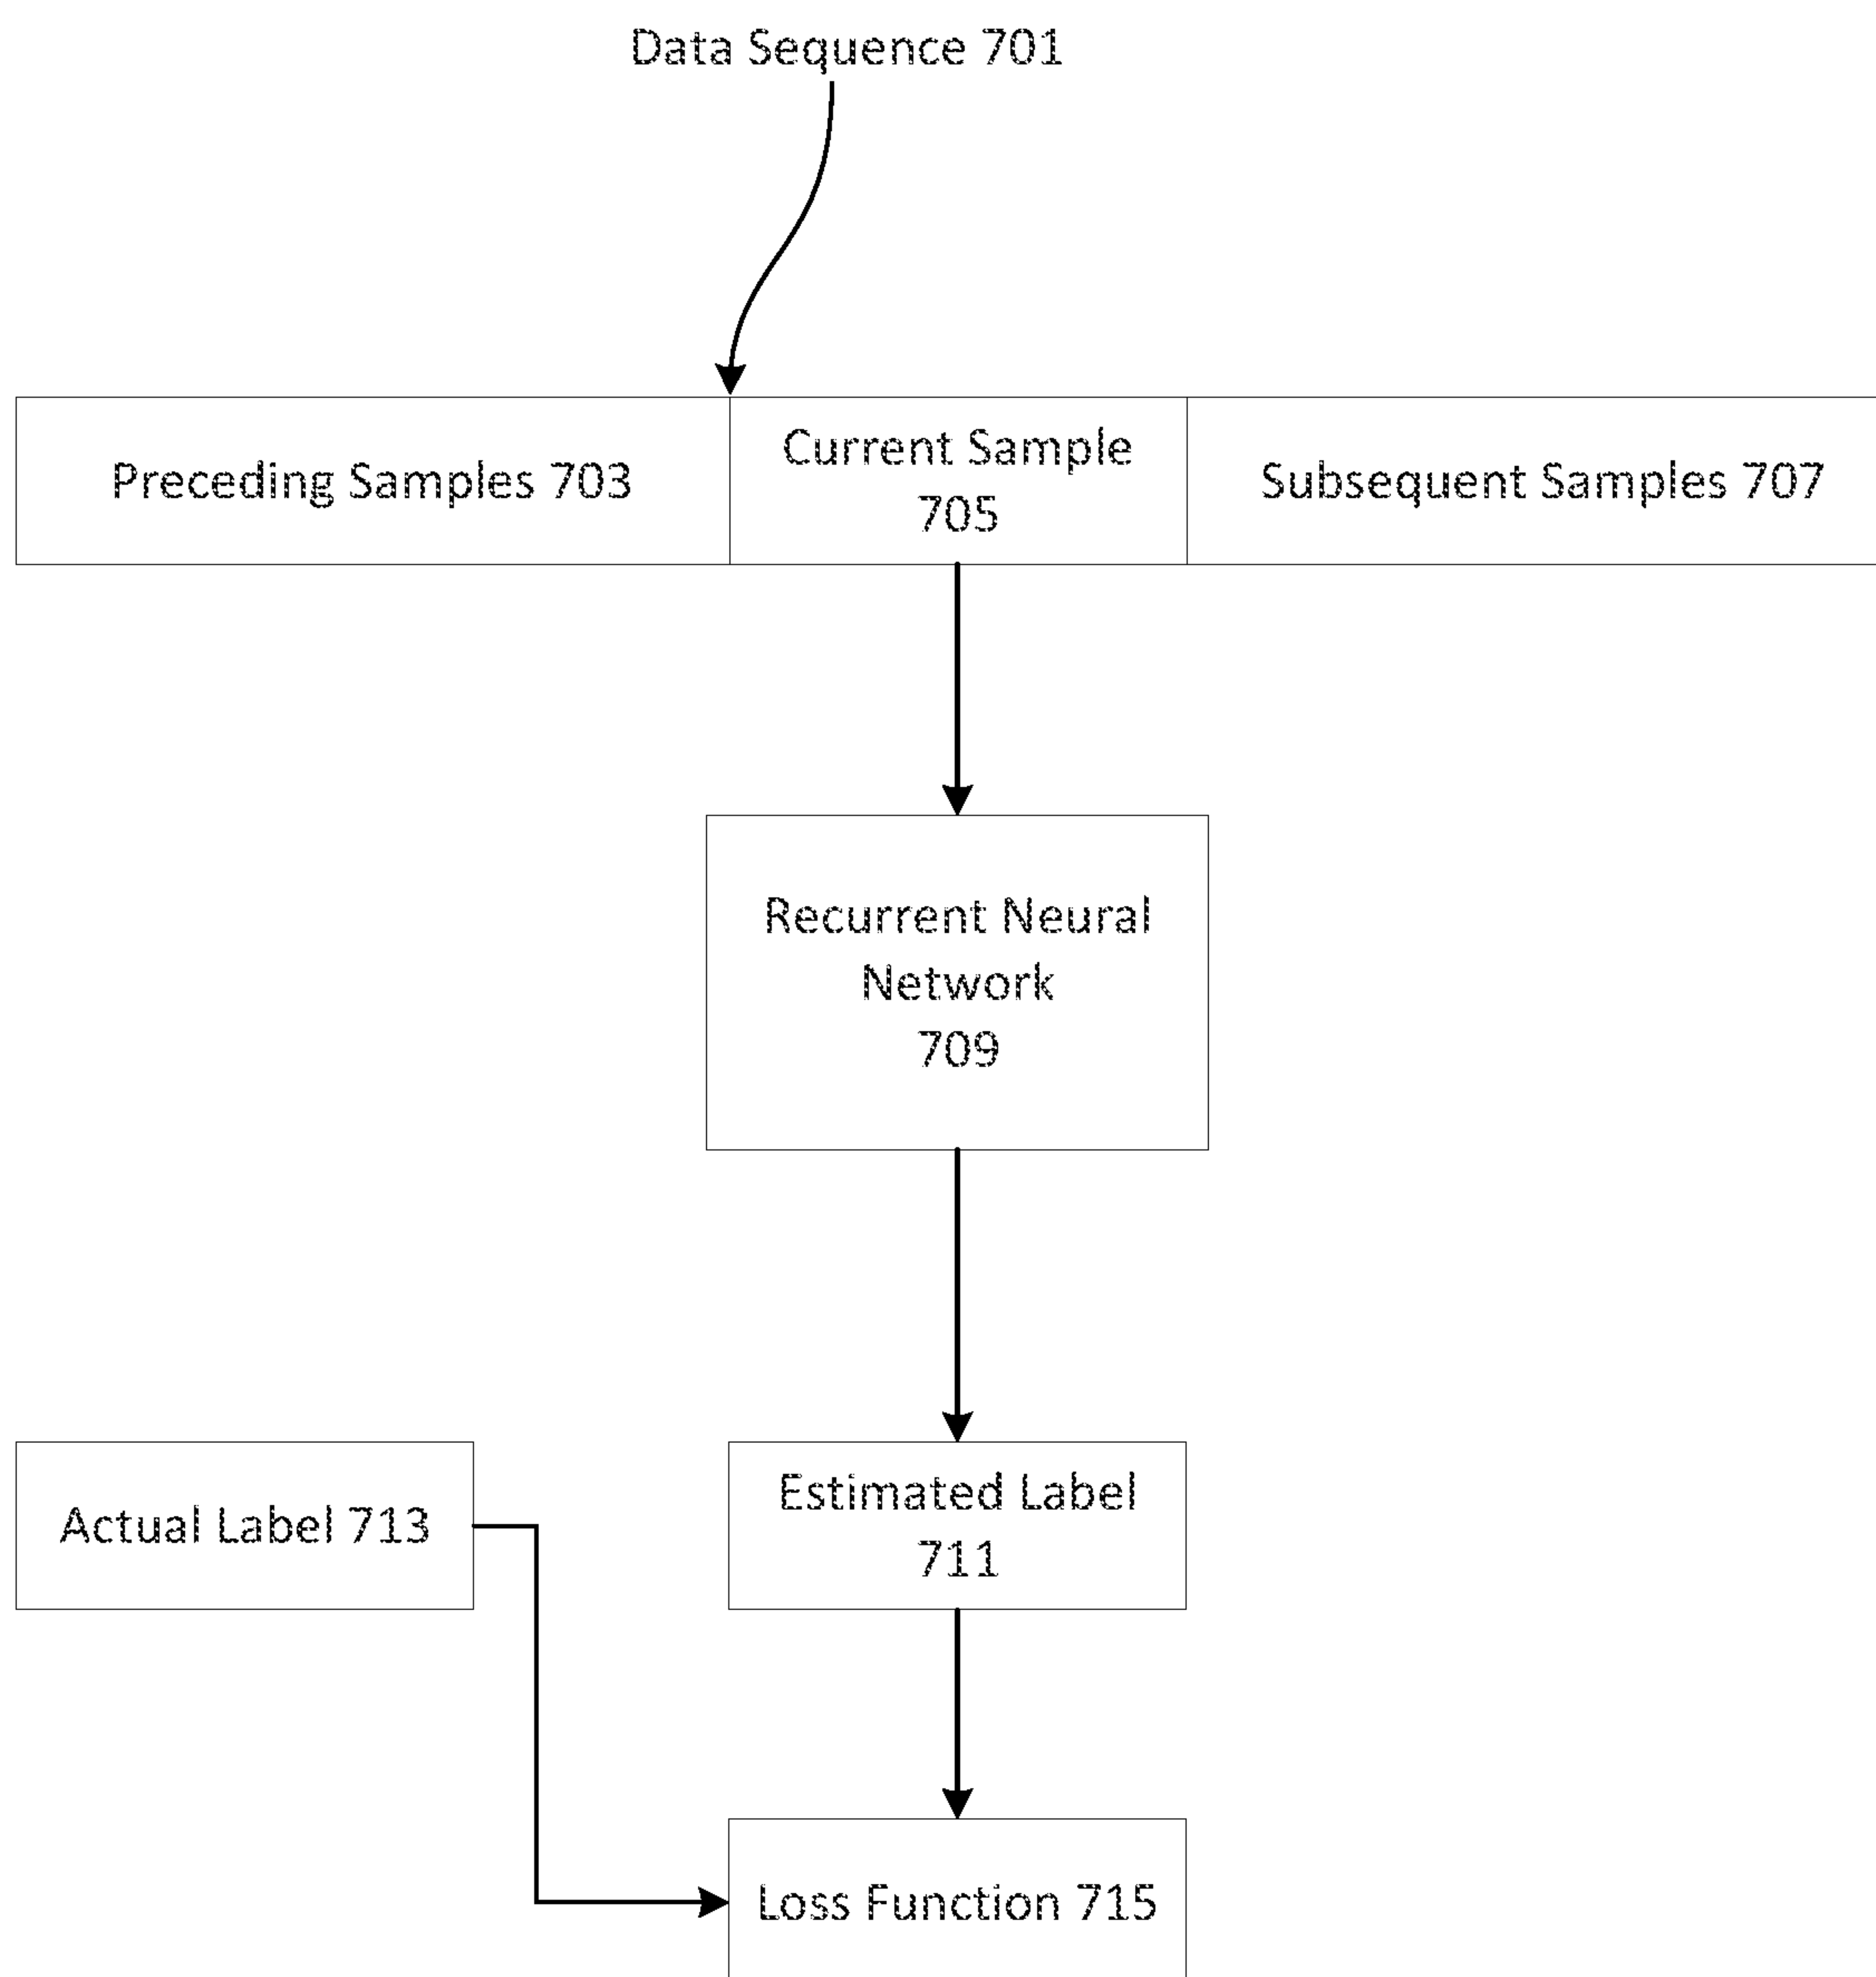 Data Sequence 701
Preceding Samples 703
Current Sample
705
Subsequent Samples 707
Recurrent Neural
Network
709
Actual Label 713
Estimated Label
711
Loss Function 715